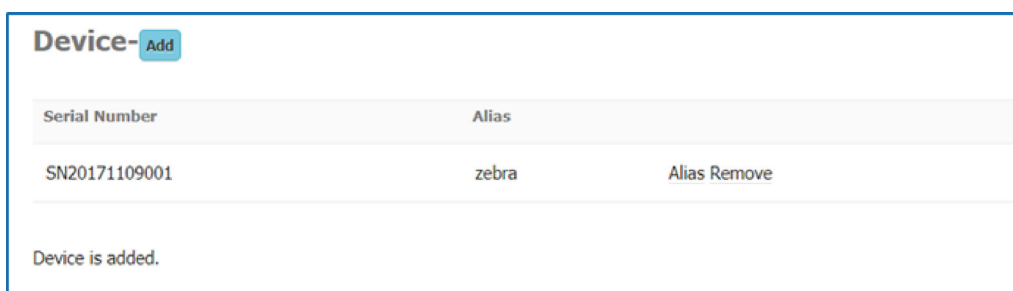 Device- Add
Serial Number Alias
SN20171109001 zebra Alias Remove
Device is added.